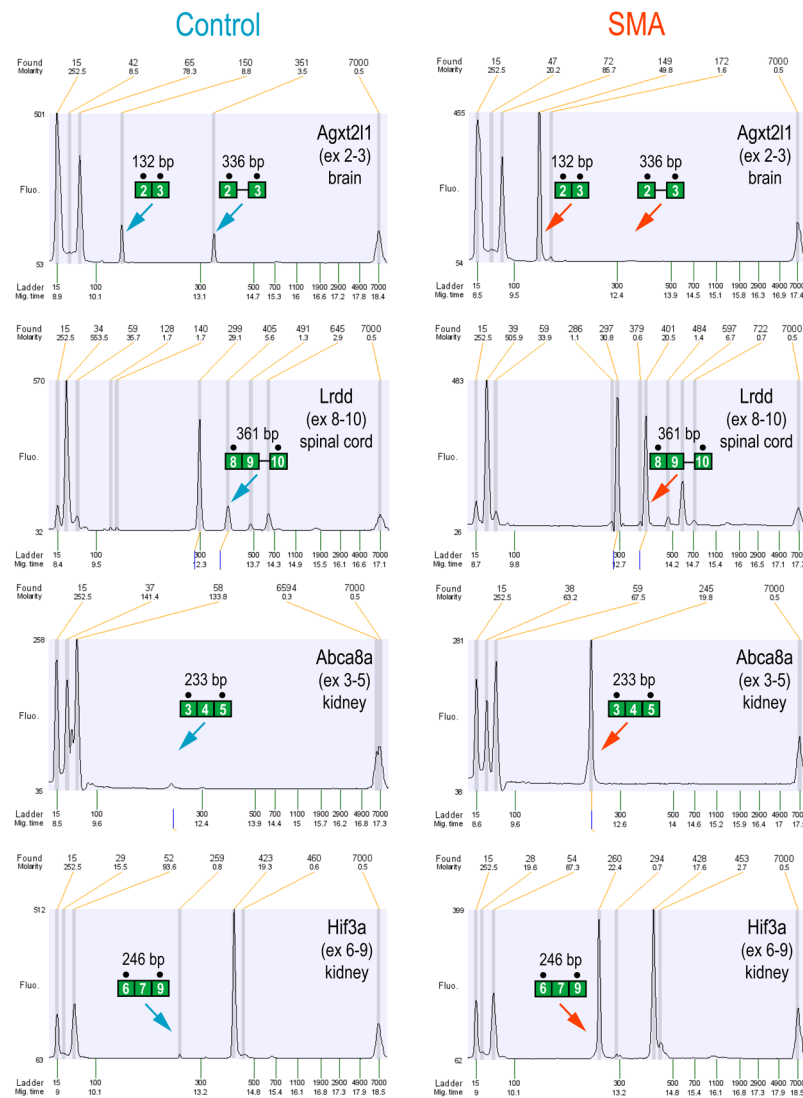 Control
SMA
Found 15 42 65 150 351 7000
Molarity 252.5 8.5 78.3 8.8 3.5 0.5
501
Agxt2l1
(ex 2-3)
brain
132 bp 336 bp
2 3 2 3
Fluo.
53
Ladder 15 100 300 500 700 1100 1500 2900 4900 7000
Mig. time 8.9 10.1 13.1 14.7 15.3 16 16.6 17.2 17.8 18.4
Found 15 47 72 149 172 7000
Molarity 252.5 20.2 85.7 49.8 1.6 0.5
455
Agxt2l1
(ex 2-3)
brain
132 bp 336 bp
2 3 2 3
Fluo.
54
Ladder 15 100 300 500 700 1100 1500 2900 4900 7000
Mig. time 8.5 9.5 12.4 13.9 14.5 15.1 15.8 16.3 16.9 17.4
Found 15 34 59 128 140 299 405 491 645 7000
Molarity 252.5 553.5 35.7 1.7 1.7 29.1 5.6 1.3 2.9 0.5
570
Lrdd
(ex 8-10)
spinal cord
361 bp
8 9 10
Fluo.
32
Ladder 15 100 300 500 700 1100 1500 2900 4900 7000
Mig. time 8.4 9.5 12.3 13.7 14.3 14.9 15.5 16.1 16.6 17.1
Found 15 39 59 286 297 379 401 484 597 722 7000
Molarity 252.5 505.9 33.9 1.1 30.8 0.6 20.5 1.4 6.7 0.7 0.5
483
Lrdd
(ex 8-10)
spinal cord
361 bp
8 9 10
Fluo.
26
Ladder 15 100 300 500 700 1100 1500 2900 4900 7000
Mig. time 8.7 9.8 12.7 14.2 14.7 15.4 16 16.5 17.1 17.7
Found 15 37 58 6594 7000
Molarity 252.5 141.4 133.8 0.3 0.5
258
Abca8a
(ex 3-5)
kidney
233 bp
3 4 5
Fluo.
35
Ladder 15 100 300 500 700 1100 1500 2900 4900 7000
Mig. time 8.5 9.6 12.4 13.9 14.4 15 15.7 16.2 16.8 17.3
Found 15 38 59 245 7000
Molarity 252.5 63.2 67.5 19.8 0.5
281
Abca8a
(ex 3-5)
kidney
233 bp
3 4 5
Fluo.
38
Ladder 15 100 300 500 700 1100 1500 2900 4900 7000
Mig. time 8.6 9.6 12.6 14 14.6 15.2 15.9 16.4 17
Found 15 29 52 259 423 460 7000
Molarity 252.5 15.5 93.6 0.8 19.3 0.6 0.5
512
Hif3a
(ex 6-9)
kidney
246 bp
6 7 9
Fluo.
63
Ladder 15 100 300 500 700 1100 1500 2900 4900 7000
Mig. time 9 10.1 13.2 14.8 15.4 16.1 16.8 17.3 17.9 18.5
Found 15 28 54 260 294 428 453 7000
Molarity 252.5 19.6 87.3 22.4 0.7 17.6 2.7 0.5
399
Hif3a
(ex 6-9)
kidney
246 bp
6 7 9
Fluo.
62
Ladder 15 100 300 500 700 1100 1500 2900 4900 7000
Mig. time 9 10.1 13.2 14.8 15.4 16.1 16.8 17.3 17.9 18.5